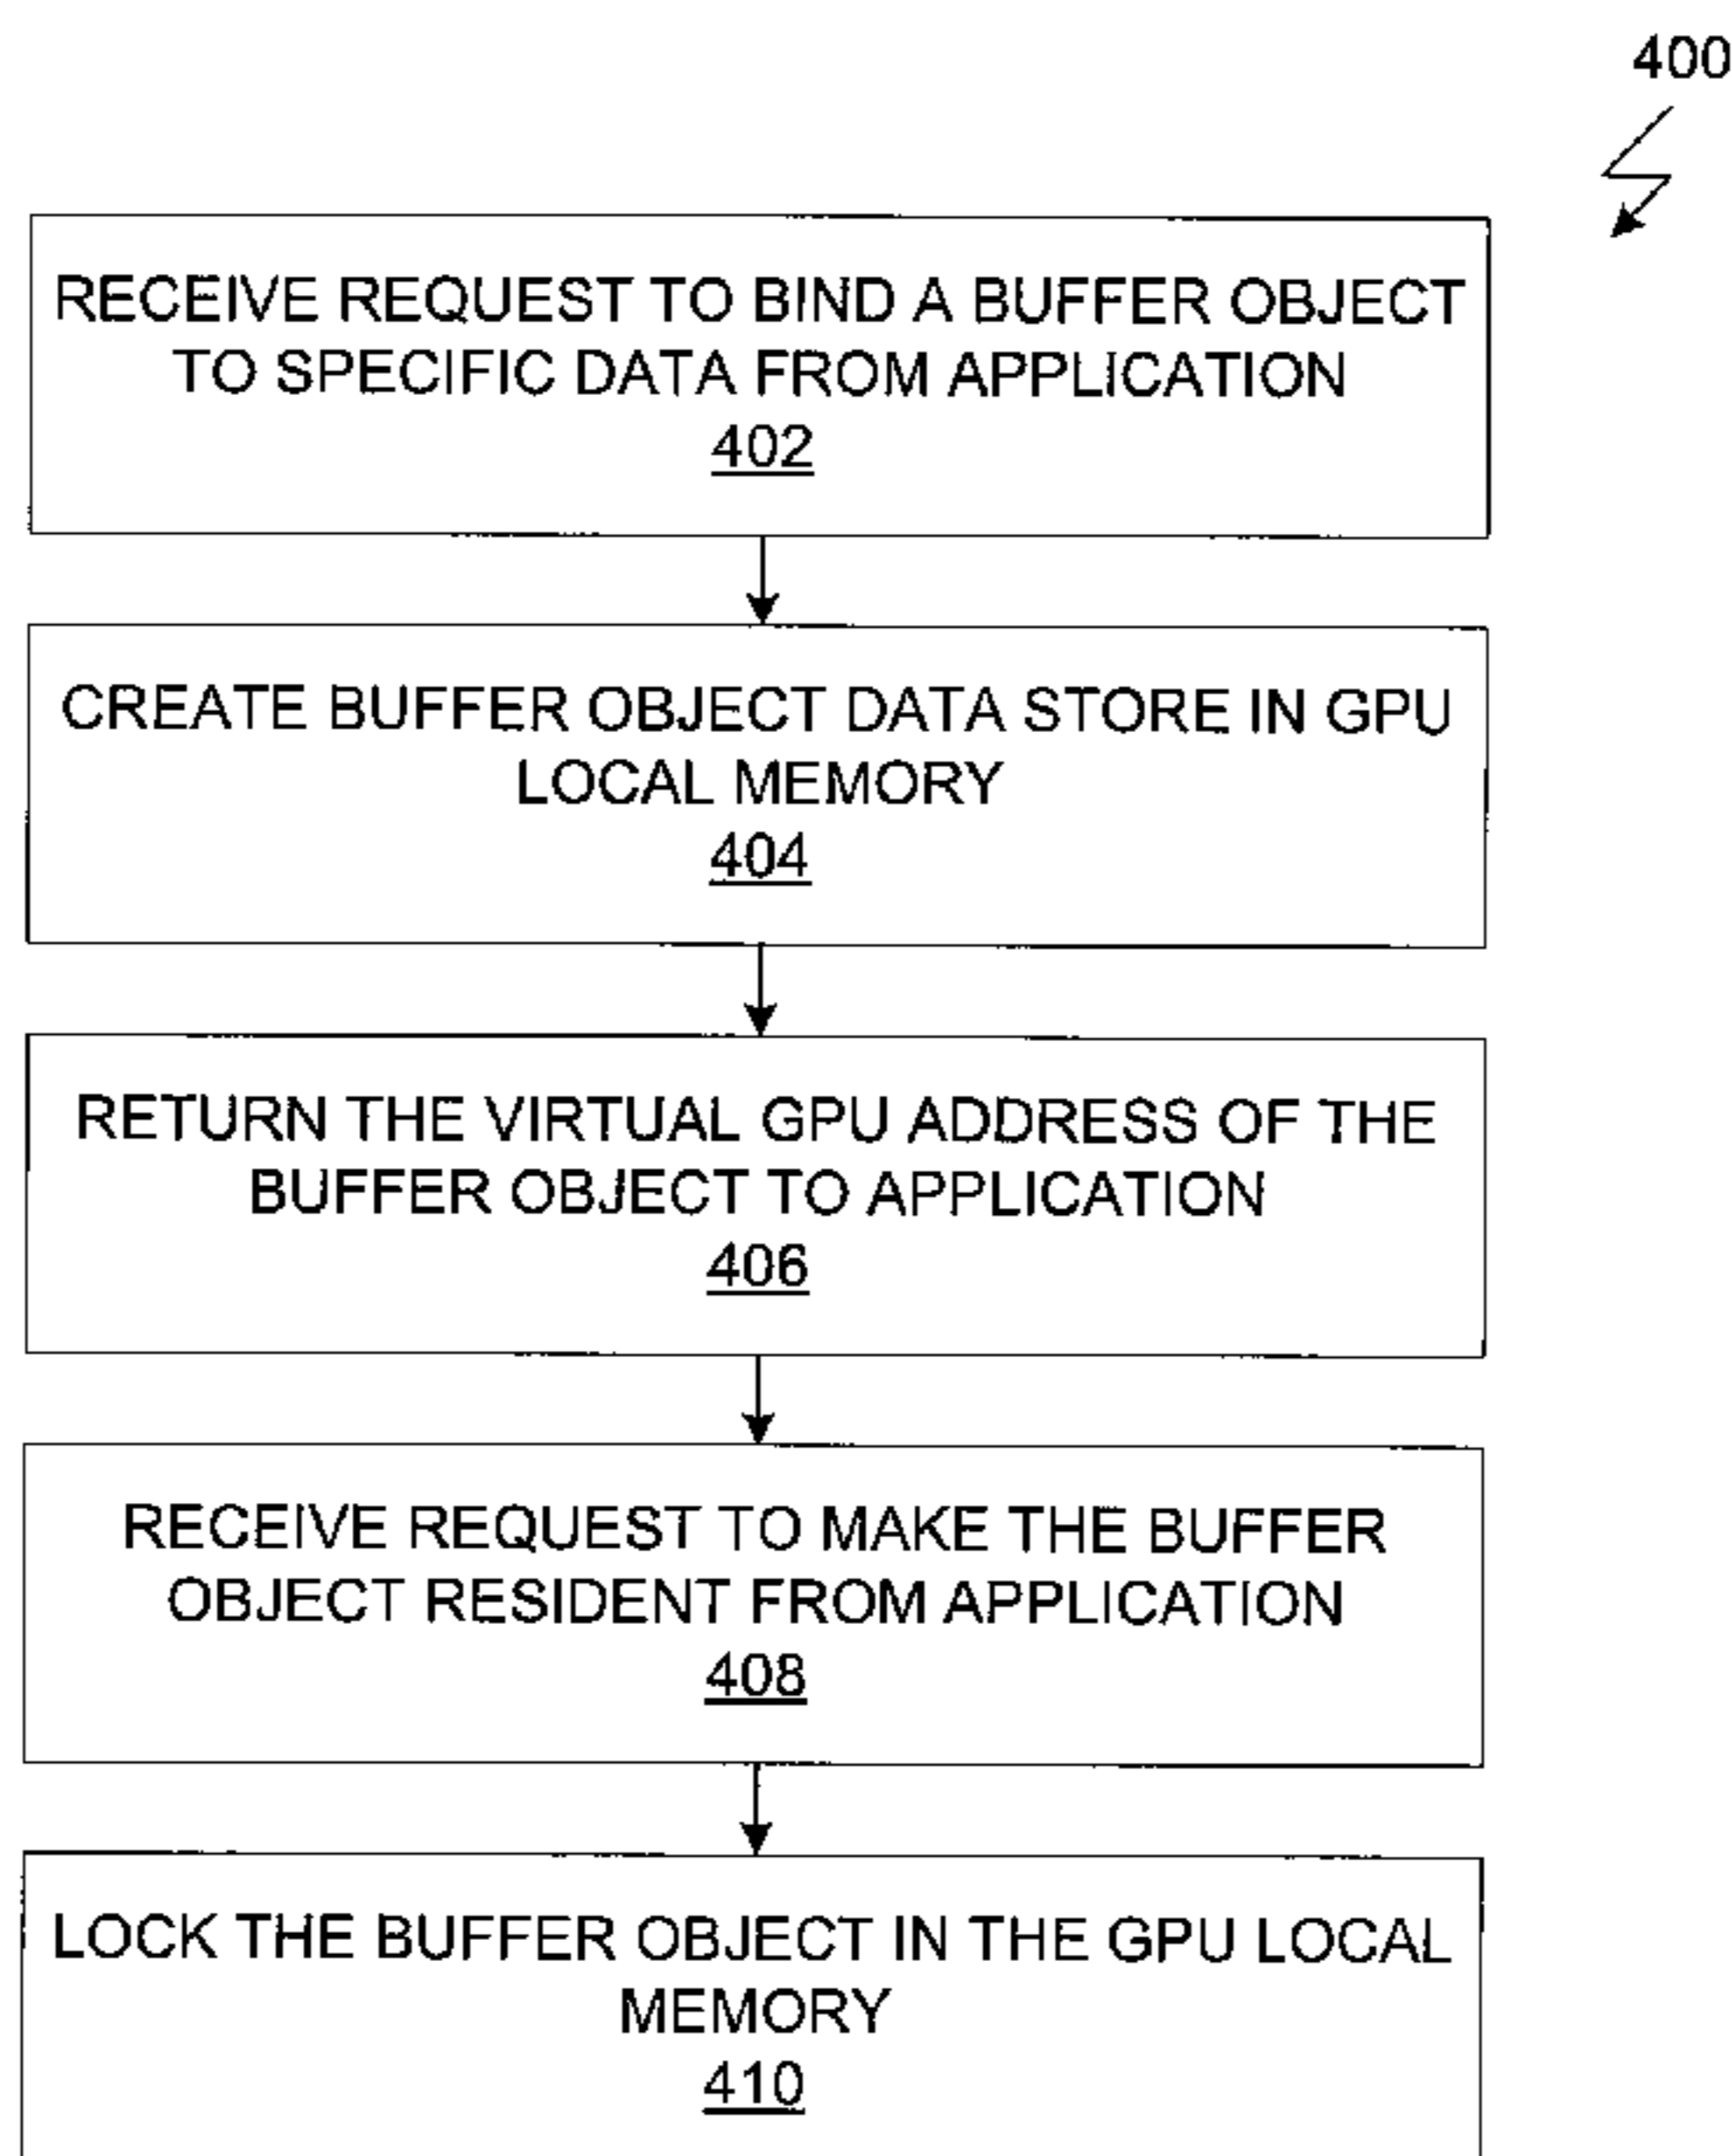 400
RECEIVE REQUEST TO BIND A BUFFER OBJECT
TO SPECIFIC DATA FROM APPLICATION
402
CREATE BUFFER OBJECT DATA STORE IN GPU
LOCAL MEMORY
404
RETURN THE VIRTUAL GPU ADDRESS OF THE
BUFFER OBJECT TO APPLICATION
406
RECEIVE REQUEST TO MAKE THE BUFFER
OBJECT RESIDENT FROM APPLICATION
408
LOCK THE BUFFER OBJECT IN THE GPU LOCAL
MEMORY
410